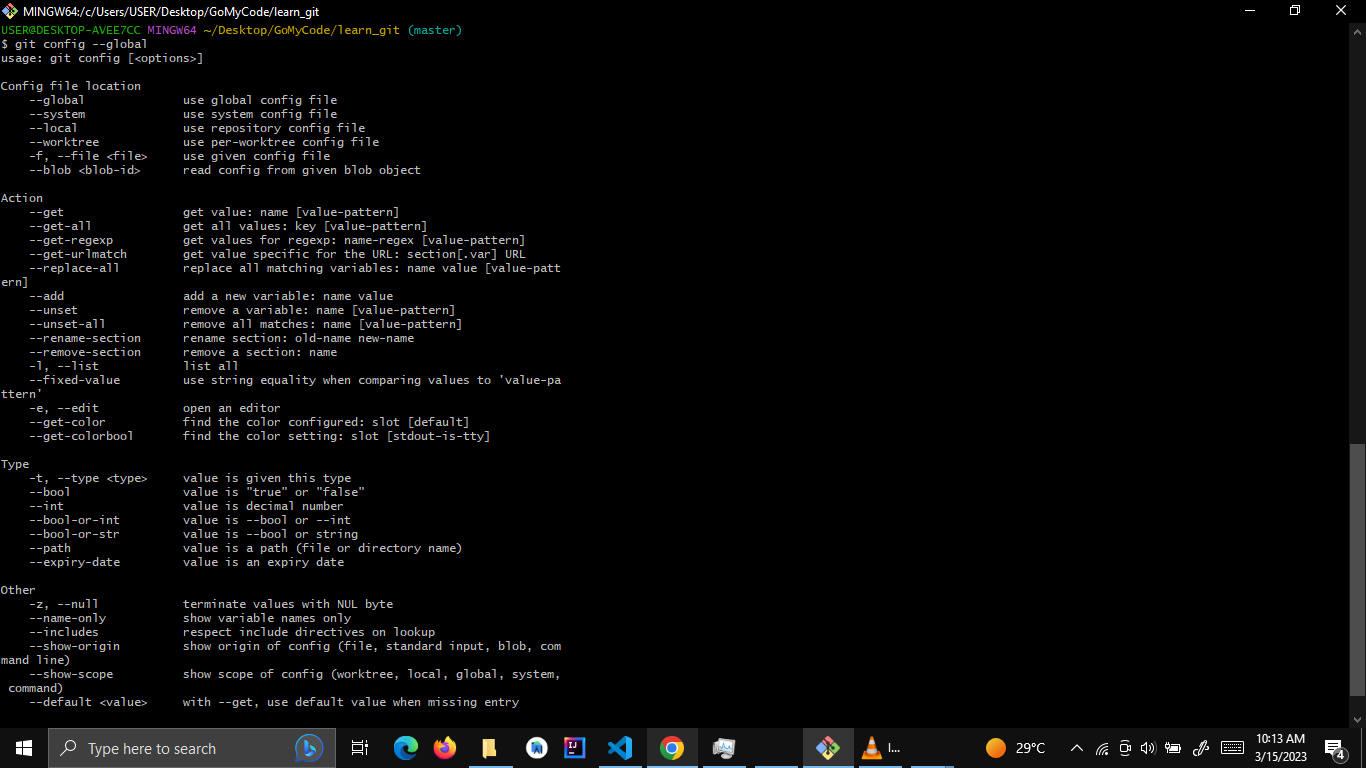 MINGW64:/c/Users/USER/Desktop/GoMyCode/learn_git
USER@DESKTOP-AVEE7CC MINGW64 ~/Desktop/GoMyCode/learn_git (master)
$ git config --global
usage: git config [<options>]

Config file location
    --global              use global config file
    --system              use system config file
    --local               use repository config file
    --worktree            use per-worktree config file
    -f, --file <file>     use given config file
    --blob <blob-id>      read config from given blob object

Action
    --get                 get value: name [value-pattern]
    --get-all             get all values: key [value-pattern]
    --get-regexp          get values for regexp: name-regex [value-pattern]
    --get-urlmatch        get value specific for the URL: section[.var] URL
    --replace-all         replace all matching variables: name value [value-patt
ern]
    --add                 add a new variable: name value
    --unset               remove a variable: name [value-pattern]
    --unset-all           remove all matches: name [value-pattern]
    --rename-section      rename section: old-name new-name
    --remove-section      remove a section: name
    -l, --list            list all
    --fixed-value         use string equality when comparing values to 'value-pa
ttern'
    -e, --edit            open an editor
    --get-color           find the color configured: slot [default]
    --get-colorbool       find the color setting: slot [stdout-is-tty]

Type
    -t, --type <type>     value is given this type
    --bool                value is "true" or "false"
    --int                 value is decimal number
    --bool-or-int         value is --bool or --int
    --bool-or-str         value is --bool or string
    --path                value is a path (file or directory name)
    --expiry-date         value is an expiry date

Other
    -z, --null            terminate values with NUL byte
    --name-only           show variable names only
    --includes            respect include directives on lookup
    --show-origin         show origin of config (file, standard input, blob, com
mand line)
    --show-scope          show scope of config (worktree, local, global, system,
 command)
    --default <value>     with --get, use default value when missing entry
Type here to search
IJ
l...
29°C
10:13 AM
3/15/2023
4